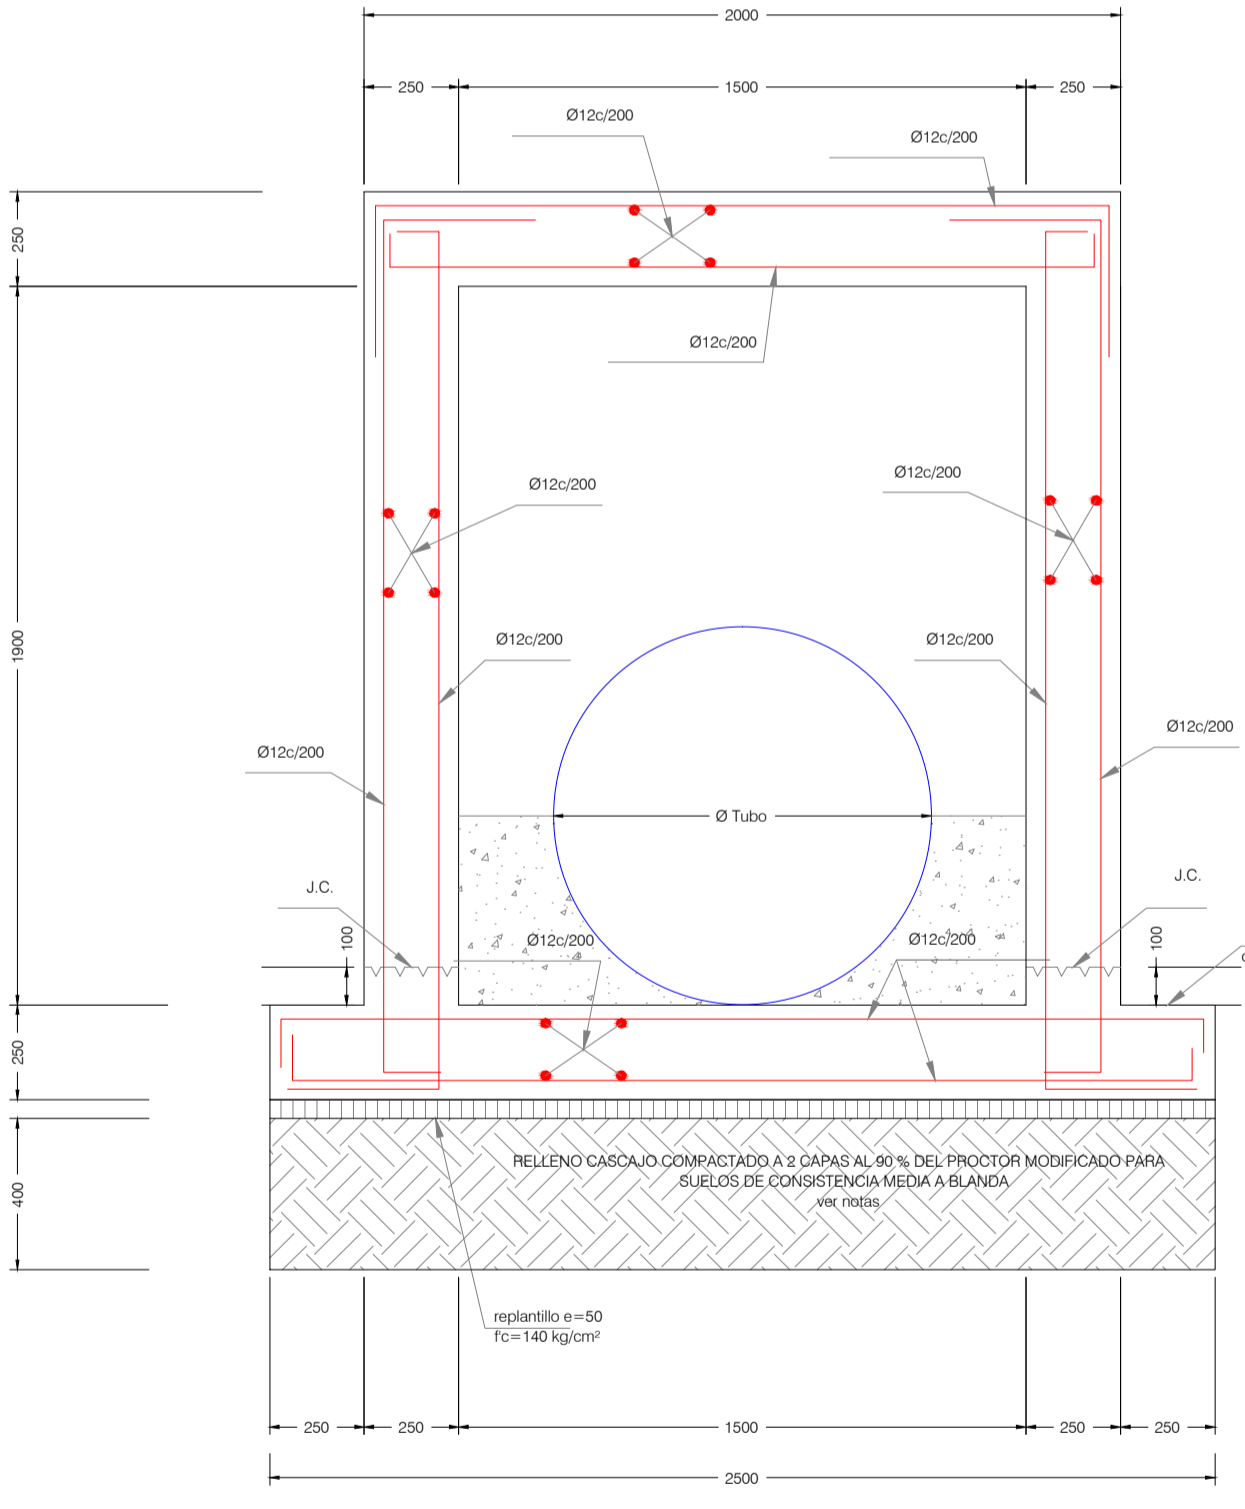 2000
250
1500
250
Ø12c/200
Ø12c/200
250
Ø12c/200
Ø12c/200
Ø12c/200
1900
Ø12c/200
Ø12c/200
Ø12c/200
Ø12c/200
Ø Tubo
J.C.
J.C.
100
Ø12c/200
Ø12c/200
100
250
RELLENO CASCAJO COMPACTADO A 2 CAPAS AL 90 % DEL PROCTOR MODIFICADO PARA
SUELOS DE CONSISTENCIA MEDIA A BLANDA
ver notas
400
replantillo e=50
f'c=140 kg/cm²
250
250
1500
250
250
2500